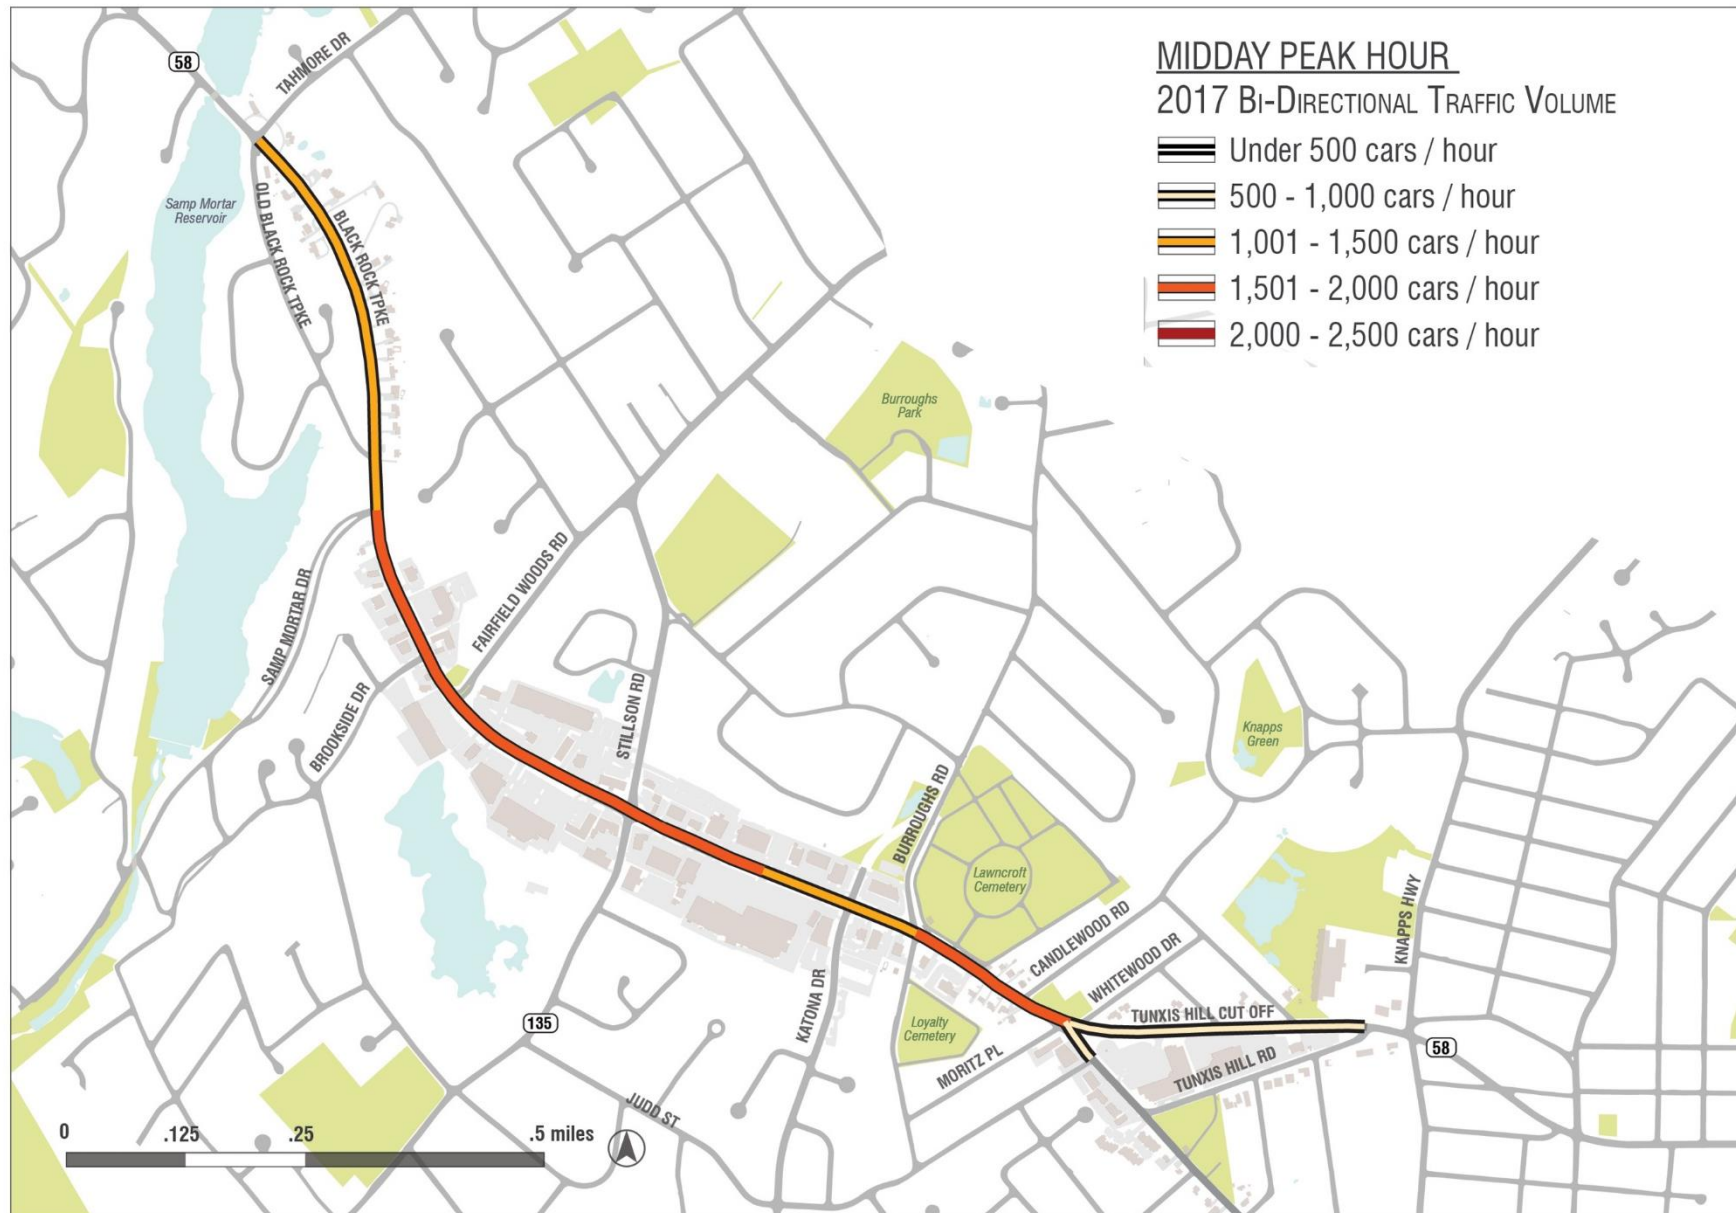 MIDDAY PEAK HOUR
2017 BI-DIRECTIONAL TRAFFIC VOLUME
Under 500 cars / hour
500 - 1,000 cars / hour
1,001 - 1,500 cars / hour
1,501 - 2,000 cars / hour
2,000 - 2,500 cars / hour
58
TAHMORE DR
Samp Mortar
Reservoir
OLD BLACK ROCK TPKE
BLACK ROCK TPKE
Burroughs
Park
FAIRFIELD WOODS RD
SAMP MORTAR DR
BROOKSIDE DR
STILLSON RD
Knapps
Green
BURROUGHS RD
Lawncroft
Cemetery
CANDLEWOOD RD
WHITEWOOD DR
KNAPPS HWY
KATONA DR
TUNXIS HILL CUT OFF
135
Loyalty
Cemetery
58
MORITZ PL
TUNXIS HILL RD
JUDD ST
0 .125 .25 .5 miles